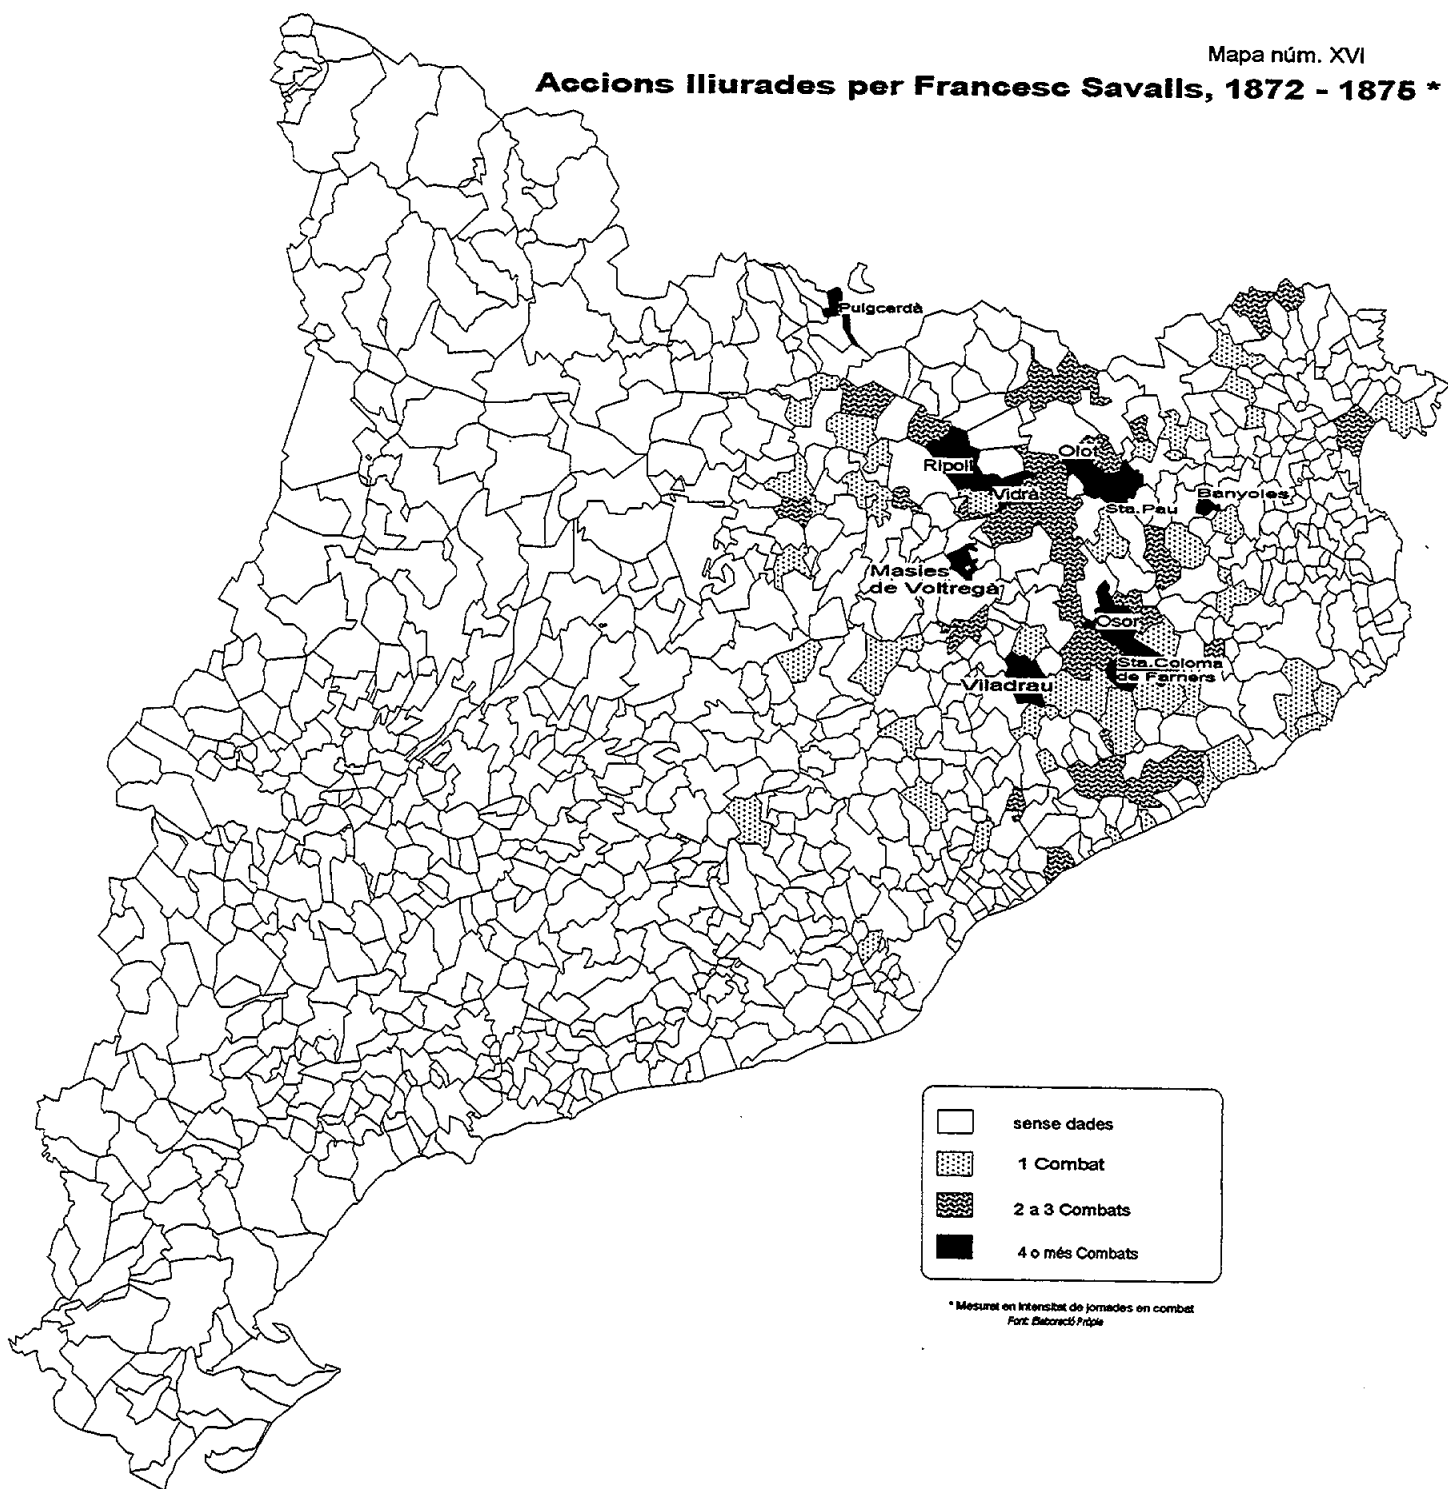 Mapa núm. XVI
Accions lliurades per Francesc Savalls, 1872 - 1875 *
Puigcerdà
Ripoll
Olot
Vidrà
Banyoles
Sta.Pau
Masies
de Voltregà
Osor
Sta.Coloma
de Farners
Viladrau
sense dades
1 Combat
2 a 3 Combats
4 o més Combats
* Mesurat en intensitat de jornades en combat
Font: Elaboració Pròpia